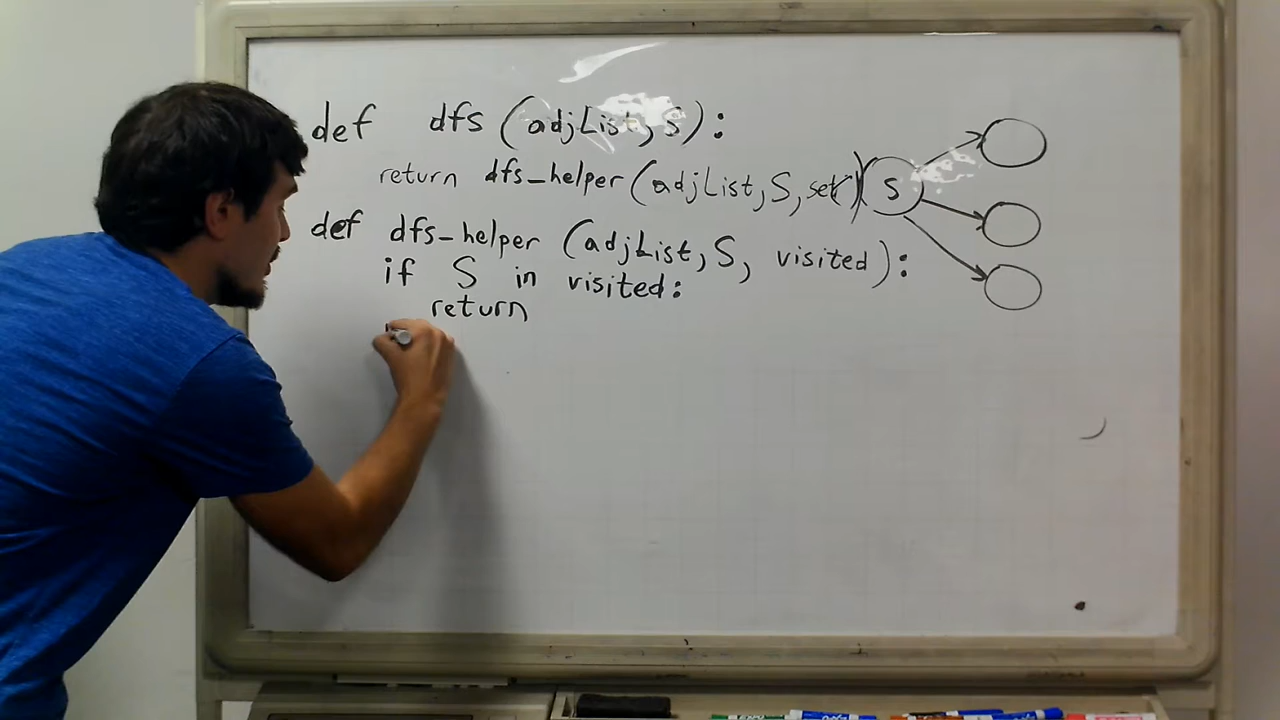 def dfs (adjList, S):
return dfs_helper(adjList, S, set())
S
def dfs_helper (adjList, S, visited):
if S in visited:
return